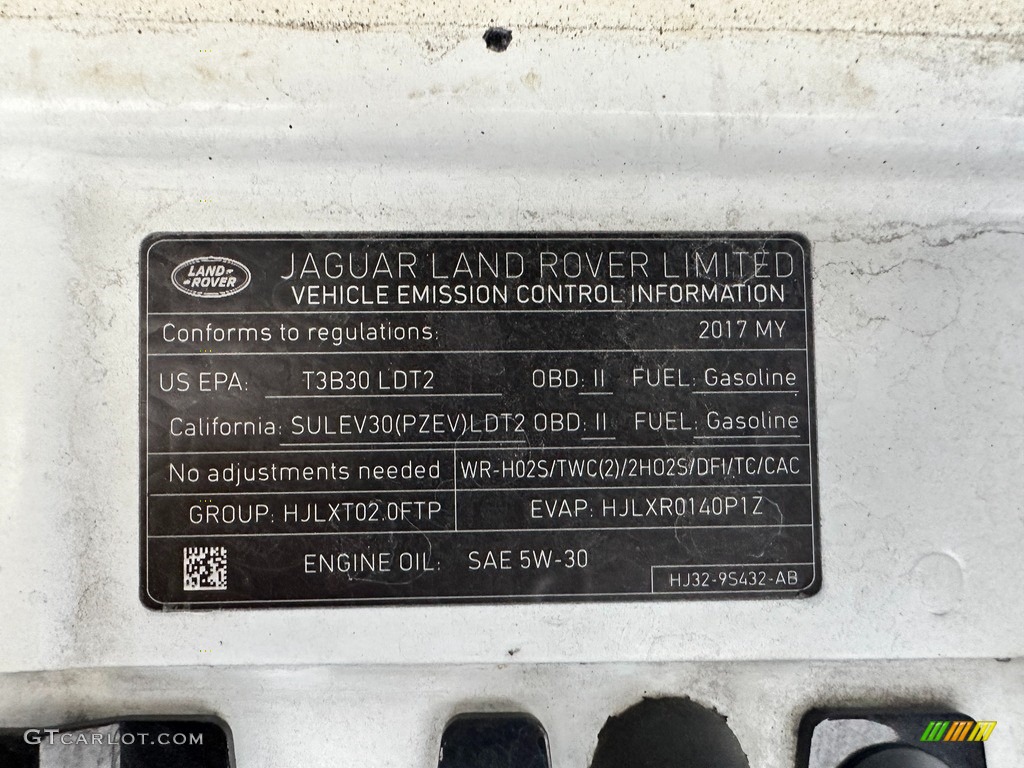 LAND
ROVER
JAGUAR LAND ROVER LIMITED
VEHICLE EMISSION CONTROL INFORMATION
Conforms to regulations: 2017 MY
US EPA: T3B30 LDT2 OBD: II FUEL: Gasoline
California: SULEV30(PZEV)LDT2 OBD: II FUEL: Gasoline
No adjustments needed WR-HO2S/TWC(2)/2HO2S/DFI/TC/CAC
GROUP: HJLXT02.0FTP EVAP: HJLXR0140P1Z
ENGINE OIL: SAE 5W-30
HJ32-9S432-AB
GTCARLOT.COM